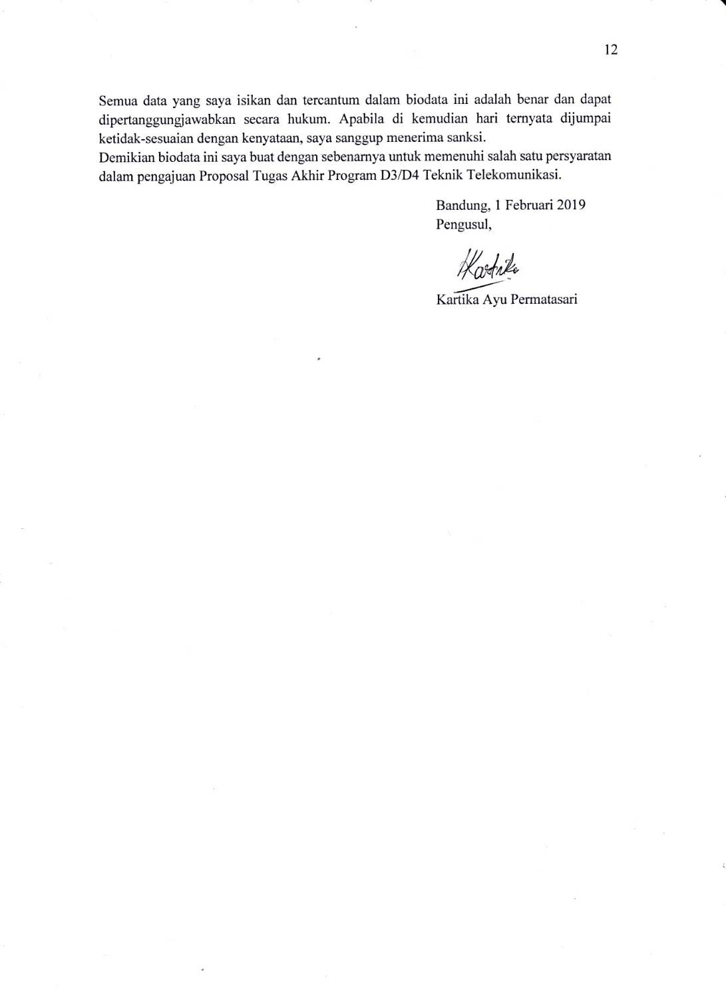 12
Semua data yang saya isikan dan tercantum dalam biodata ini adalah benar dan dapat
dipertanggungjawabkan secara hukum. Apabila di kemudian hari ternyata dijumpai
ketidak-sesuaian dengan kenyataan, saya sanggup menerima sanksi.
Demikian biodata ini saya buat dengan sebenarnya untuk memenuhi salah satu persyaratan
dalam pengajuan Proposal Tugas Akhir Program D3/D4 Teknik Telekomunikasi.
Bandung, 1 Februari 2019
Pengusul,
Kartika
Kartika Ayu Permatasari